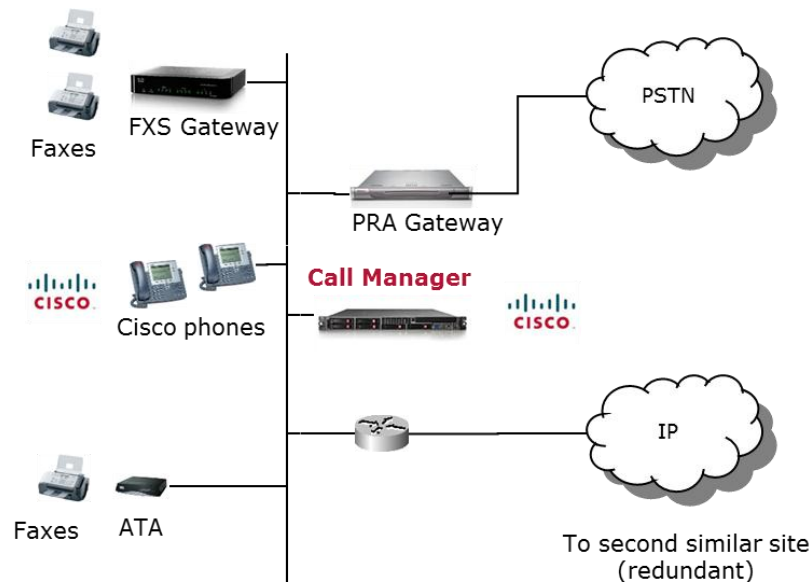 PSTN
Faxes
FXS Gateway
PRA Gateway
Call Manager
CISCO
Cisco phones
CISCO
IP
Faxes
ATA
To second similar site
(redundant)